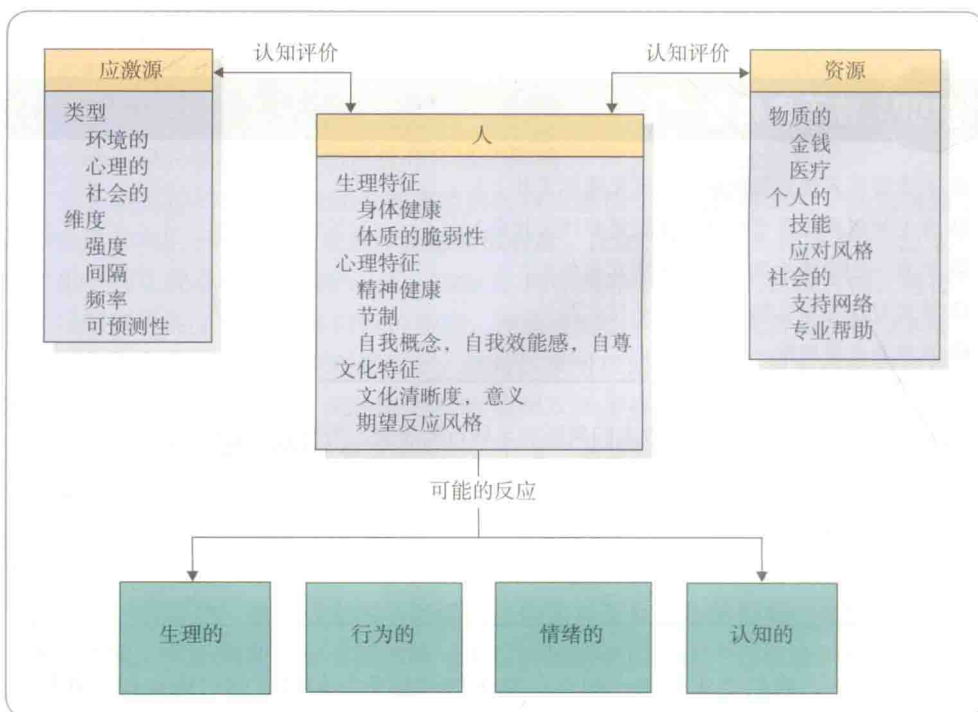 认知评价
认知评价
应激源
类型
环境的
心理的
社会的
维度
强度
间隔
频率
可预测性
人
生理特征
身体健康
体质的脆弱性
心理特征
精神健康
节制
自我概念，自我效能感，自尊
文化特征
文化清晰度，意义
期望反应风格
资源
物质的
金钱
医疗
个人的
技能
应对风格
社会的
支持网络
专业帮助
可能的反应
生理的
行为的
情绪的
认知的